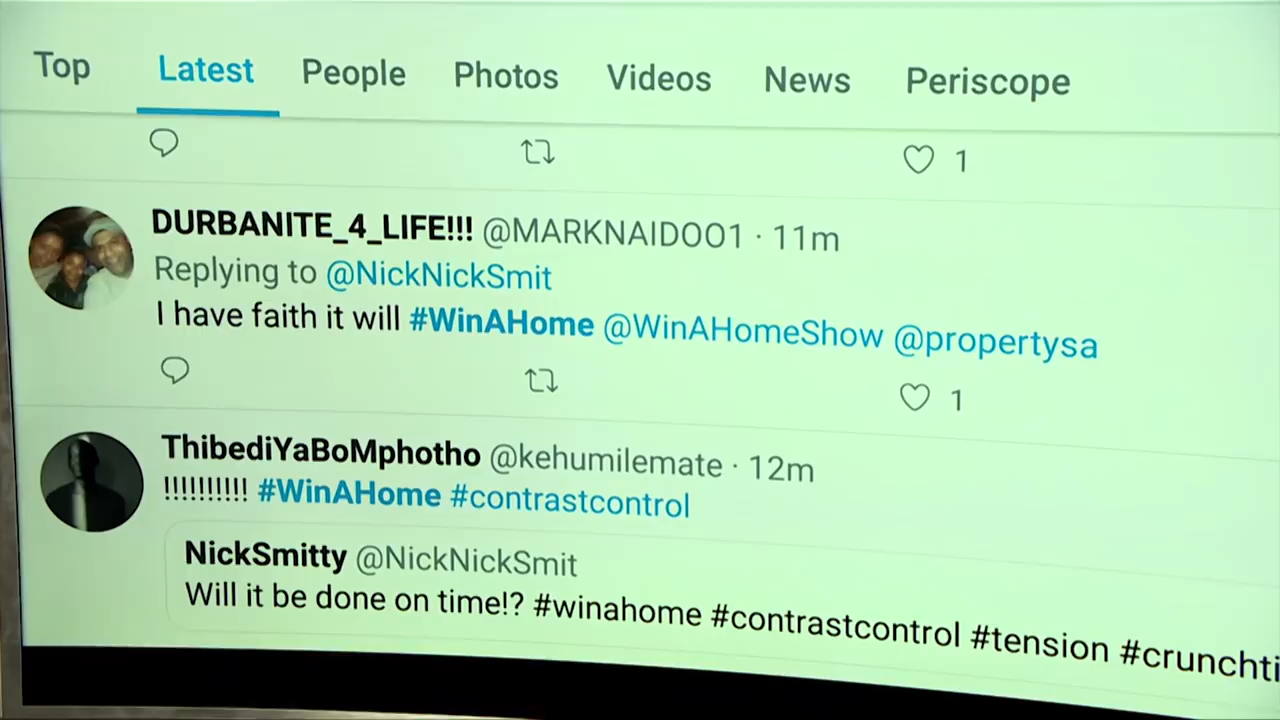 Top Latest People Photos Videos News Periscope
1
DURBANITE_4_LIFE!!! @MARKNAIDOO1 · 11m
Replying to @NickNickSmit
I have faith it will #WinAHome @WinAHomeShow @propertysa
1
ThibediYaBoMphotho @kehumilemate · 12m
!!!!!!!!!! #WinAHome #contrastcontrol
NickSmitty @NickNickSmit
Will it be done on time!? #winahome #contrastcontrol #tension #crunchti